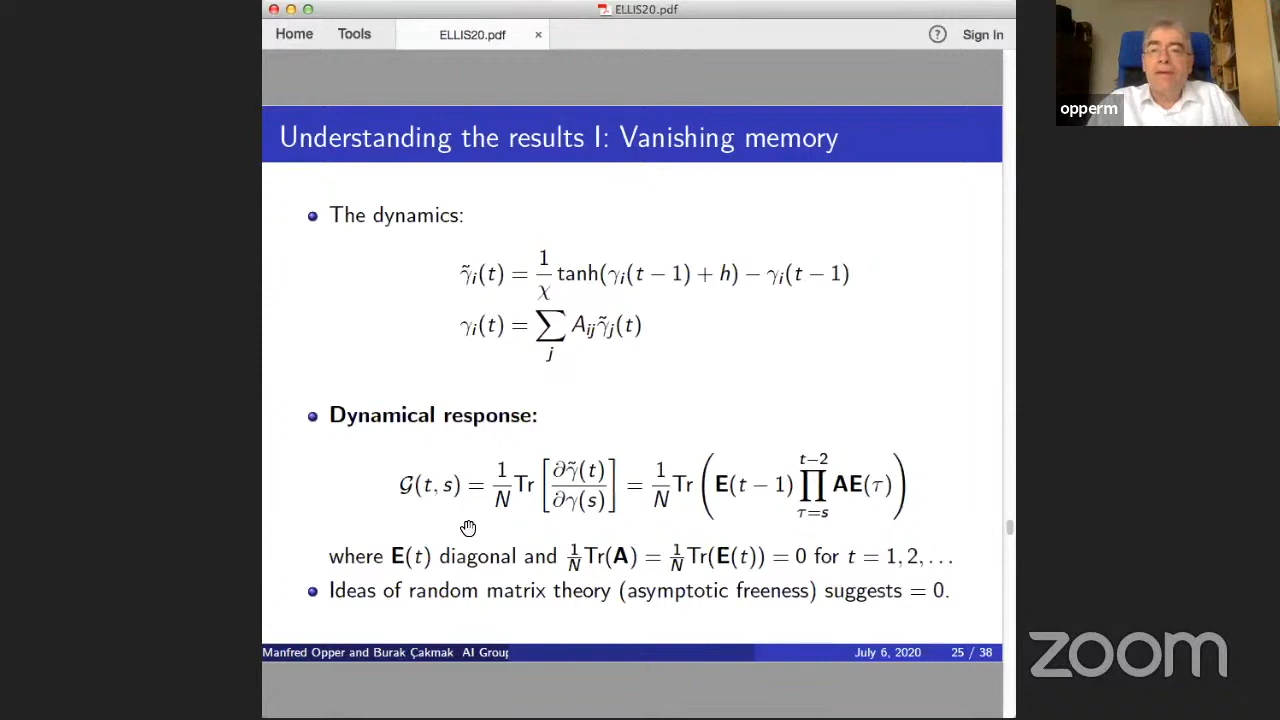 ELLIS20.pdf
Home Tools ELLIS20.pdf × ? Sign In
opperm
Understanding the results I: Vanishing memory
The dynamics:
γ̃ᵢ(t) = 1/χ tanh(γᵢ(t − 1) + h) − γᵢ(t − 1)
γᵢ(t) = ∑ⱼ Aᵢⱼγ̃ⱼ(t)
Dynamical response:
𝒢(t, s) = 1/N Tr [∂γ̃(t)/∂γ(s)] = 1/N Tr (E(t − 1) ∏_{τ=s}^{t−2} AE(τ))
where E(t) diagonal and 1/N Tr(A) = 1/N Tr(E(t)) = 0 for t = 1, 2, . . .
Ideas of random matrix theory (asymptotic freeness) suggests = 0.
Manfred Opper and Burak Çakmak AI Group July 6, 2020 25 / 38
zoom